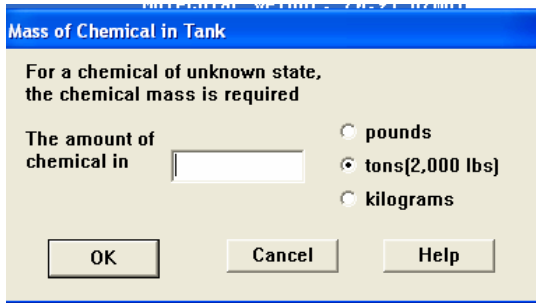 Mass of Chemical in Tank
For a chemical of unknown state,
the chemical mass is required
The amount of
chemical in
pounds
tons(2,000 lbs)
kilograms
OK
Cancel
Help